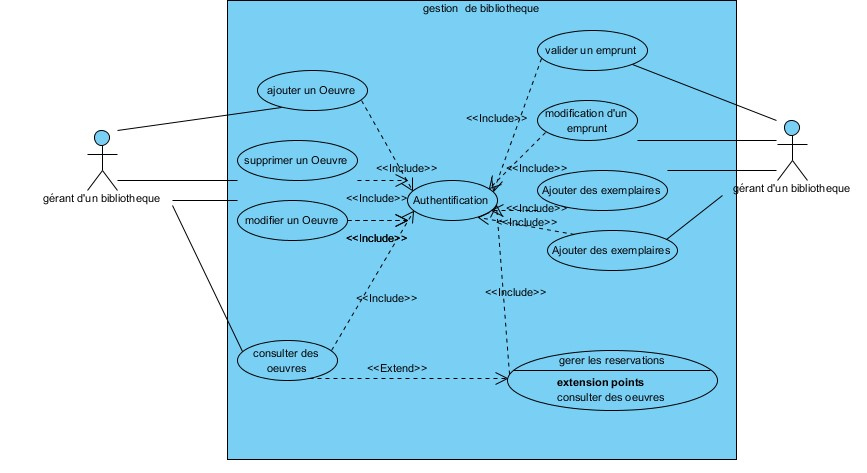 gestion de bibliotheque
valider un emprunt
ajouter un Oeuvre
<<Include>>
modification d'un
emprunt
gérant d'un bibliotheque
supprimer un Oeuvre
<<Include>>
<<Include>>
gérant d'un bibliotheque
Authentification
Ajouter des exemplaires
<<Include>>
<<Include>>
modifier un Oeuvre
<<Include>>
<<Include>>
Ajouter des exemplaires
<<Include>>
<<Include>>
consulter des
oeuvres
<<Extend>>
gerer les reservations
extension points
consulter des oeuvres